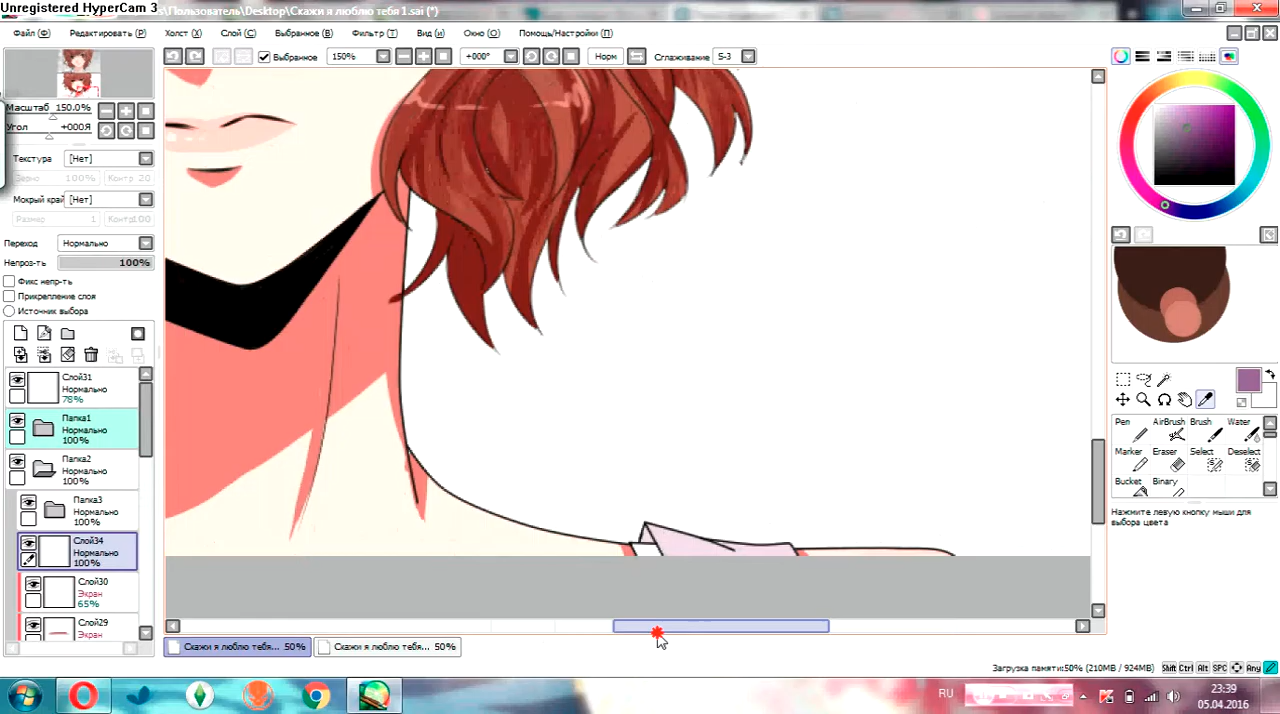 Unregistered HyperCam 3
s\Пользователь\Desktop\Скажи я люблю тебя 1.sai (*)
Файл (Ф) Редактировать (P) Холст (X) Слой (C) Выбранное (B) Фильтр (T) Вид (и) Окно (O) Помощь/Настройки (П)
Выбранное 150% +000° Норм Сглаживание S-3
Масштаб 150.0%
Угол +000Я
Текстура [Нет]
100% Контр 20
Мокрый край [Нет]
Размер 1 Контр100
Переход Нормально
Непроз-ть 100%
Фикс непр-ть
Прикрепление слоя
Источник выбора
Слой31
Нормально
78%
Папка1
Нормально
100%
Папка2
Нормально
100%
Папка3
Нормально
100%
Слой34
Нормально
100%
Слой30
Экран
65%
Слой29
Экран
Pen AirBrush Brush Water
Marker Eraser Select Deselect
Bucket Binary
Нажмите левую кнопку мыши для
выбора цвета
Скажи я люблю тебя... 50% Скажи я люблю тебя... 50%
Загрузка памяти:50% (210MB / 924MB) Shift Ctrl Alt SPC Any
RU
23:39
05.04.2016